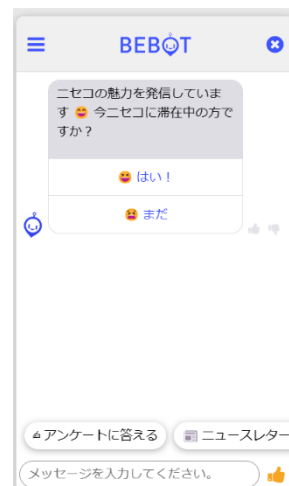 BEBOT
ニセコの魅力を発信していま
す 😄 今ニセコに滞在中の方で
すか？
😄 はい！
😆 まだ
アンケートに答える
ニュースレター
メッセージを入力してください。